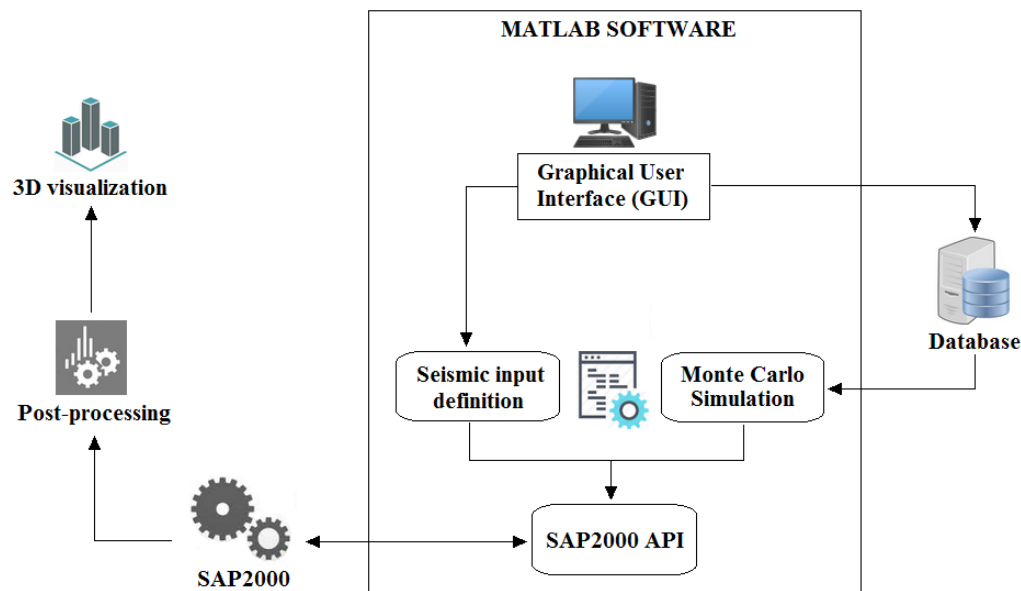 MATLAB SOFTWARE
3D visualization
Graphical User
Interface (GUI)
Database
Seismic input
definition
Monte Carlo
Simulation
Post-processing
SAP2000 API
SAP2000